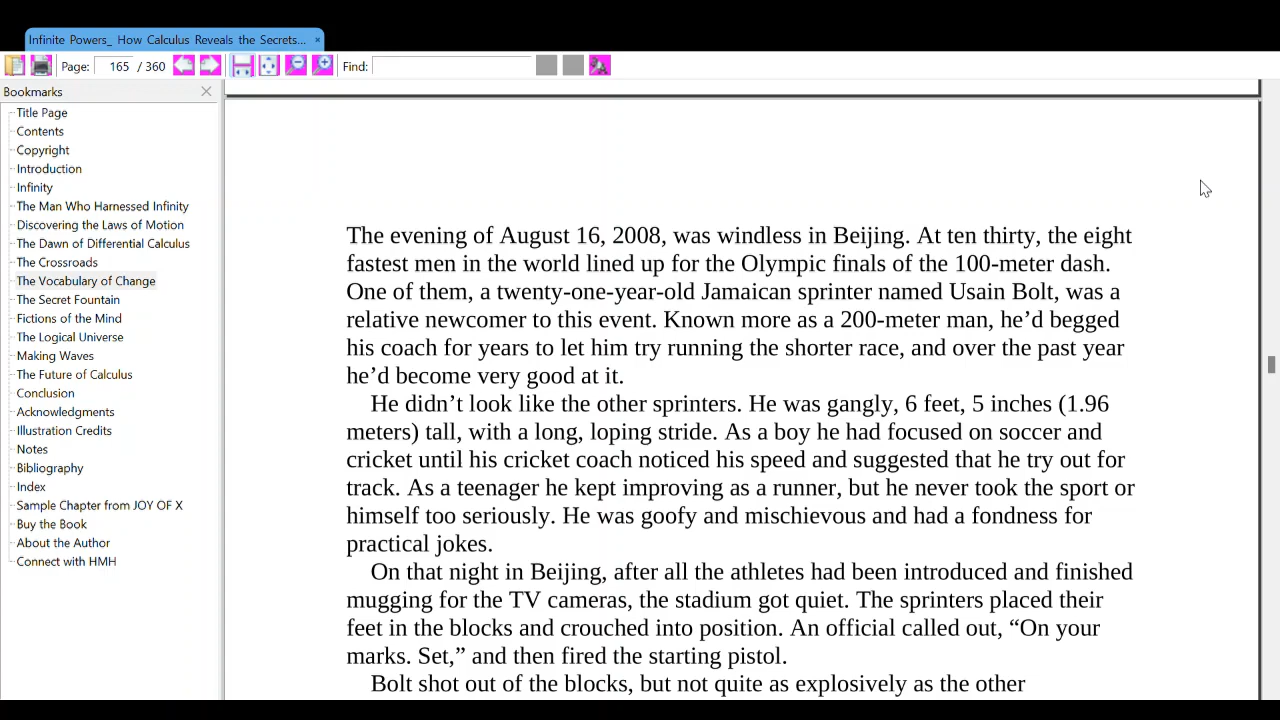 Infinite Powers_ How Calculus Reveals the Secrets... ×
Page: 165 / 360 Find:
Bookmarks
Title Page
Contents
Copyright
Introduction
Infinity
The Man Who Harnessed Infinity
Discovering the Laws of Motion
The Dawn of Differential Calculus
The Crossroads
The Vocabulary of Change
The Secret Fountain
Fictions of the Mind
The Logical Universe
Making Waves
The Future of Calculus
Conclusion
Acknowledgments
Illustration Credits
Notes
Bibliography
Index
Sample Chapter from JOY OF X
Buy the Book
About the Author
Connect with HMH
The evening of August 16, 2008, was windless in Beijing. At ten thirty, the eight
fastest men in the world lined up for the Olympic finals of the 100-meter dash.
One of them, a twenty-one-year-old Jamaican sprinter named Usain Bolt, was a
relative newcomer to this event. Known more as a 200-meter man, he’d begged
his coach for years to let him try running the shorter race, and over the past year
he’d become very good at it.
He didn’t look like the other sprinters. He was gangly, 6 feet, 5 inches (1.96
meters) tall, with a long, loping stride. As a boy he had focused on soccer and
cricket until his cricket coach noticed his speed and suggested that he try out for
track. As a teenager he kept improving as a runner, but he never took the sport or
himself too seriously. He was goofy and mischievous and had a fondness for
practical jokes.
On that night in Beijing, after all the athletes had been introduced and finished
mugging for the TV cameras, the stadium got quiet. The sprinters placed their
feet in the blocks and crouched into position. An official called out, “On your
marks. Set,” and then fired the starting pistol.
Bolt shot out of the blocks, but not quite as explosively as the other